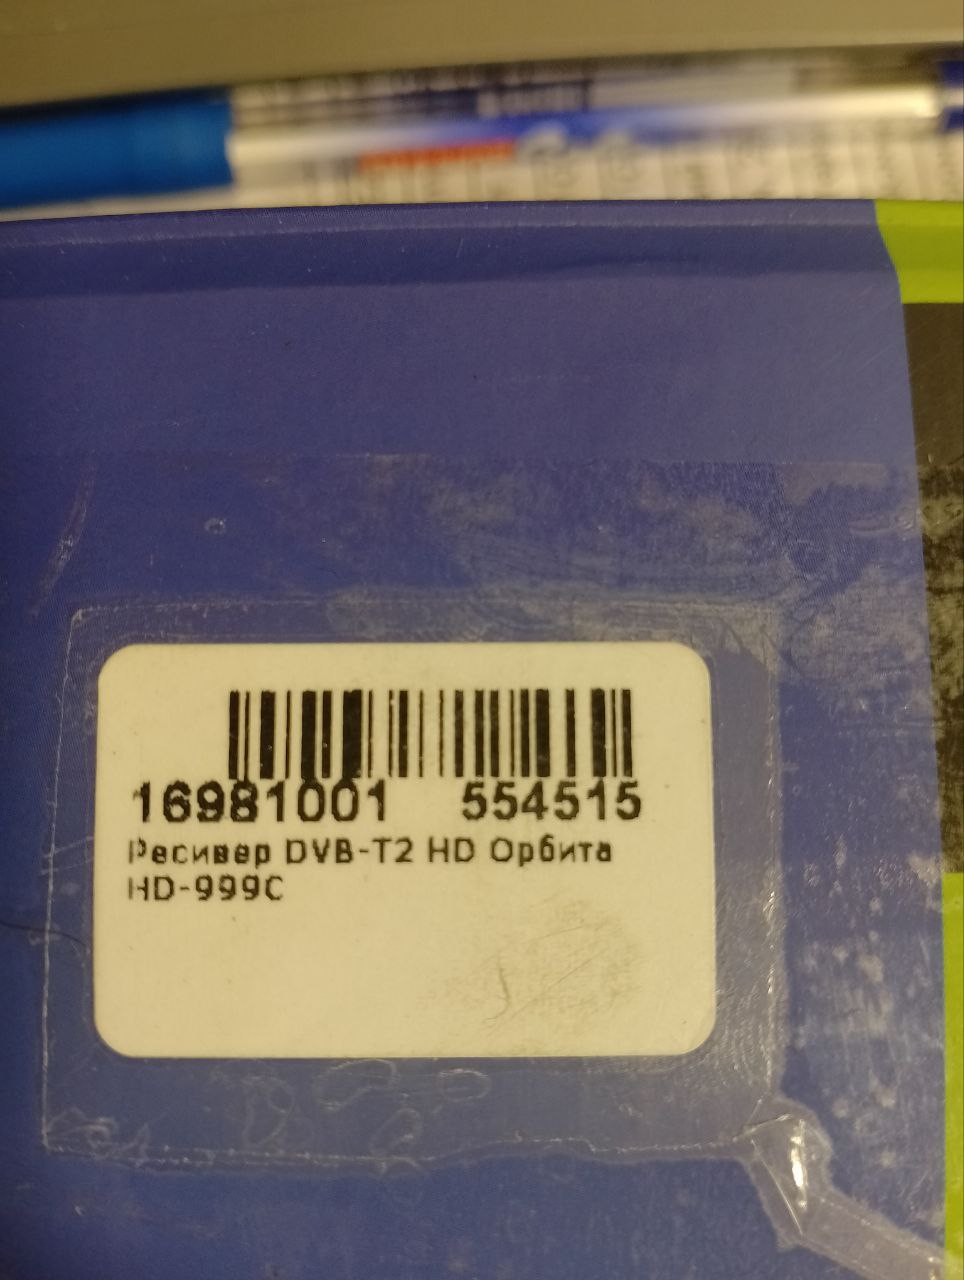 16981001 554515
Ресивер DVB-T2 HD Орбита
HD-999C